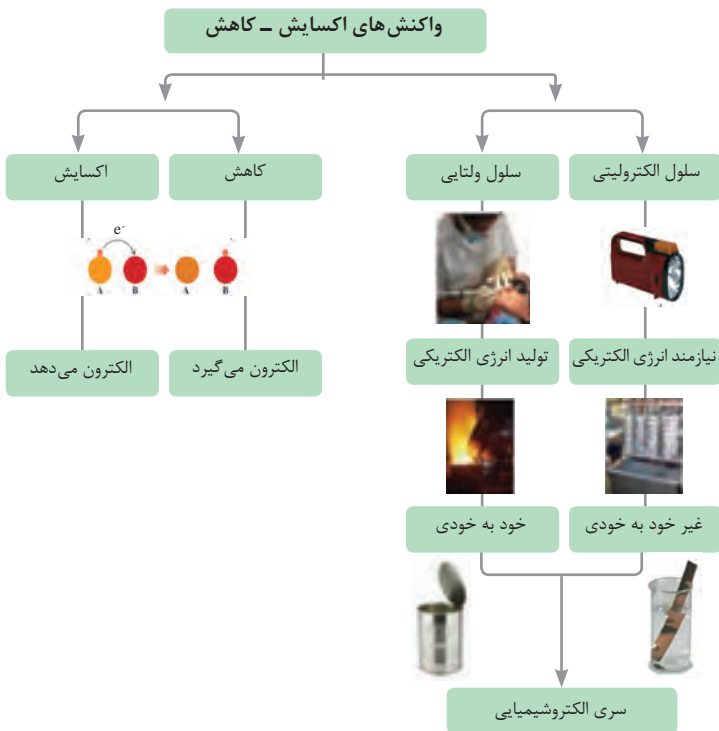 واکنش‌های اکسایش ــ کاهش
سلول الکترولیتی
سلول ولتایی
کاهش
اکسایش
e-
A B A B
نیازمند انرژی الکتریکی
تولید انرژی الکتریکی
الکترون می‌گیرد
الکترون می‌دهد
غیر خود به خودی
خود به خودی
سری الکتروشیمیایی